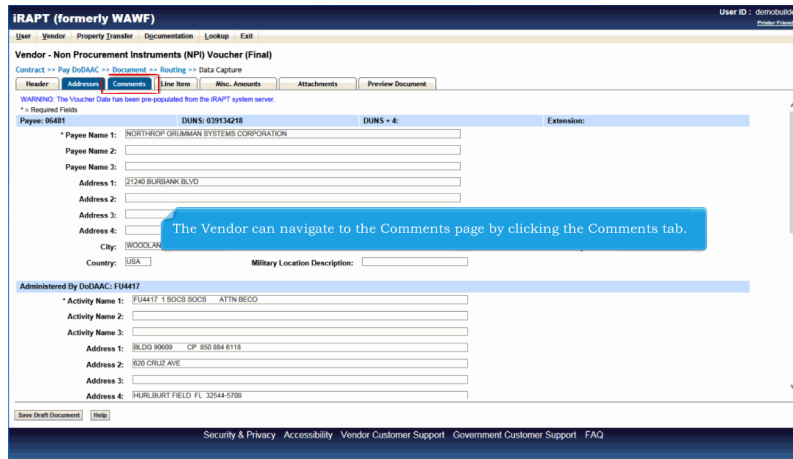 iRAPT (formerly WAWF)
User ID : demobuilde
Printer Friend
User Vendor Property Transfer Documentation Lookup Exit
Vendor - Non Procurement Instruments (NPI) Voucher (Final)
Contract >> Pay DoDAAC >> Document >> Routing >> Data Capture
Header Addresses Comments Line Item Misc. Amounts Attachments Preview Document
WARNING: The Voucher Date has been pre-populated from the iRAPT system server.
* = Required Fields
Payee: 06481 DUNS: 039134218 DUNS + 4: Extension:
* Payee Name 1: NORTHROP GRUMMAN SYSTEMS CORPORATION
Payee Name 2:
Payee Name 3:
Address 1: 21240 BURBANK BLVD
Address 2:
Address 3:
The Vendor can navigate to the Comments page by clicking the Comments tab.
Address 4:
City: WOODLAN
Country: USA Military Location Description:
Administered By DoDAAC: FU4417
* Activity Name 1: FU4417 1 SOCS SOCS ATTN BECO
Activity Name 2:
Activity Name 3:
Address 1: BLDG 90609 CP 850 884 6118
Address 2: 620 CRUZ AVE
Address 3:
Address 4: HURLBURT FIELD FL 32544-5708
Save Draft Document Help
Security & Privacy Accessibility Vendor Customer Support Government Customer Support FAQ